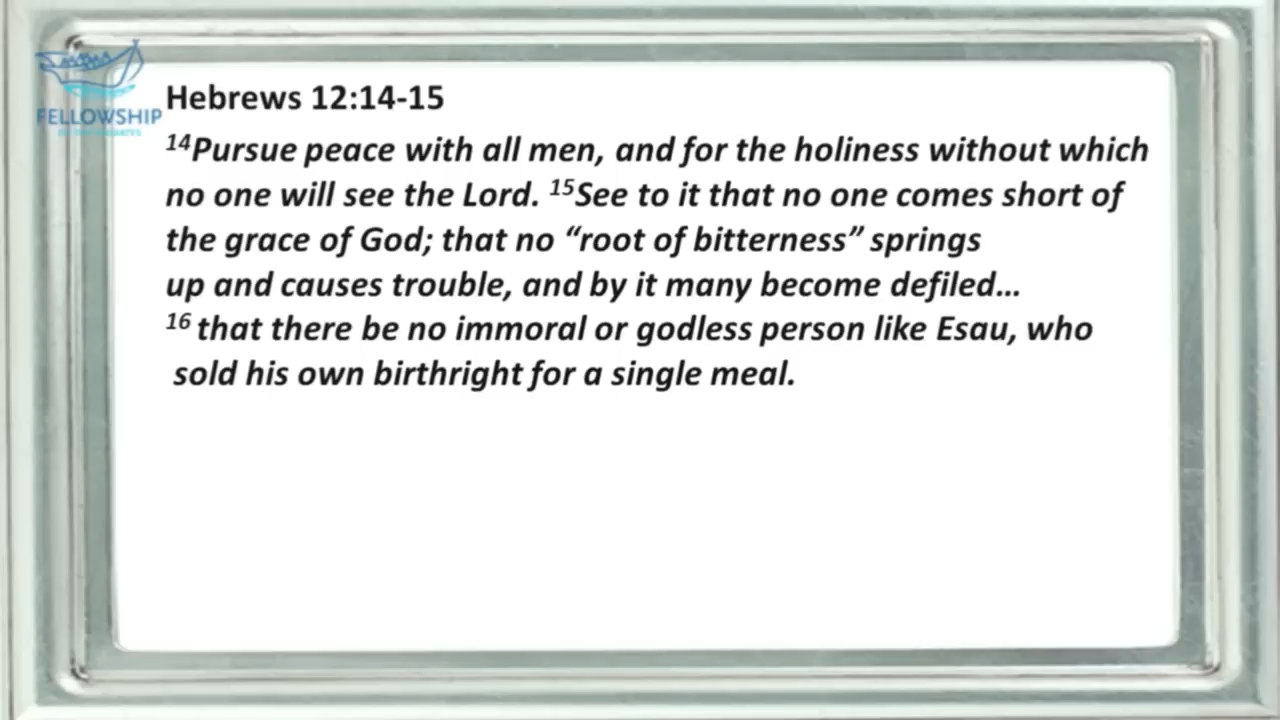 FELLOWSHIP
Hebrews 12:14-15
¹⁴Pursue peace with all men, and for the holiness without which
no one will see the Lord. ¹⁵See to it that no one comes short of
the grace of God; that no “root of bitterness” springs
up and causes trouble, and by it many become defiled…
¹⁶ that there be no immoral or godless person like Esau, who
sold his own birthright for a single meal.